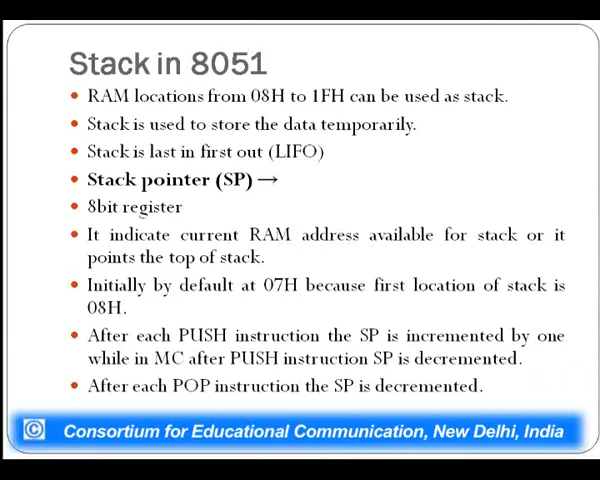 Stack in 8051
• RAM locations from 08H to 1FH can be used as stack.
• Stack is used to store the data temporarily.
• Stack is last in first out (LIFO)
• Stack pointer (SP) →
• 8bit register
• It indicate current RAM address available for stack or it
points the top of stack.
• Initially by default at 07H because first location of stack is
08H.
• After each PUSH instruction the SP is incremented by one
while in MC after PUSH instruction SP is decremented.
• After each POP instruction the SP is decremented.
© Consortium for Educational Communication, New Delhi, India